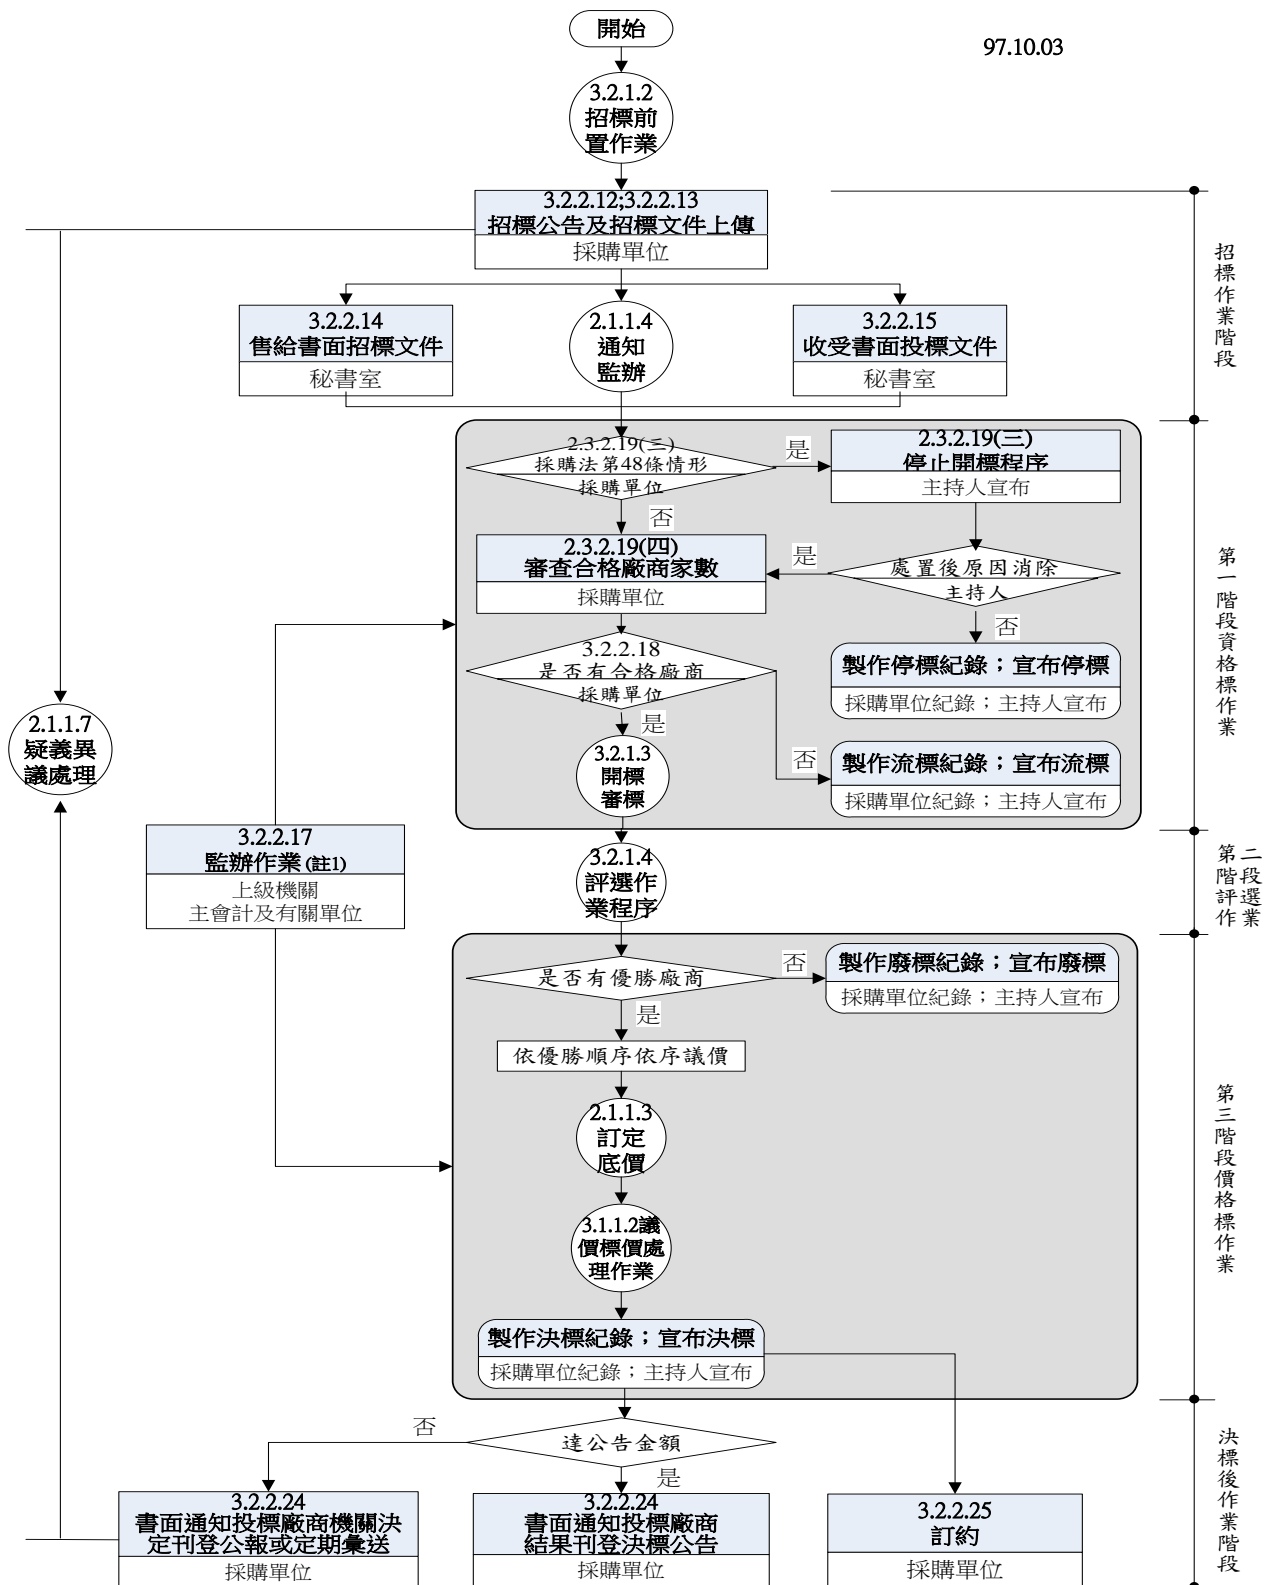 開始
97.10.03
3.2.1.2
招標前
置作業
3.2.2.12;3.2.2.13
招標公告及招標文件上傳
採購單位
招標作業階段
3.2.2.14
售給書面招標文件
秘書室
2.1.1.4
通知
監辦
3.2.2.15
收受書面投標文件
秘書室
2.3.2.19(三)
採購法第48條情形
採購單位
是
2.3.2.19(三)
停止開標程序
主持人宣布
否
2.3.2.19(四)
審查合格廠商家數
採購單位
是
處置後原因消除
主持人
否
第一階段資格標作業
3.2.2.18
是否有合格廠商
採購單位
製作停標紀錄；宣布停標
採購單位紀錄；主持人宣布
是
2.1.1.7
疑義異
議處理
3.2.1.3
開標
審標
否
製作流標紀錄；宣布流標
採購單位紀錄；主持人宣布
3.2.2.17
監辦作業(註1)
上級機關
主會計及有關單位
3.2.1.4
評選作
業程序
第二階段評選作業
是否有優勝廠商
否
製作廢標紀錄；宣布廢標
採購單位紀錄；主持人宣布
是
依優勝順序依序議價
2.1.1.3
訂定
底價
第三階段價格標作業
3.1.1.2議
價標價處
理作業
製作決標紀錄；宣布決標
採購單位紀錄；主持人宣布
否
達公告金額
是
決標後作業階段
3.2.2.24
書面通知投標廠商機關決
定刊登公報或定期彙送
採購單位
3.2.2.24
書面通知投標廠商
結果刊登決標公告
採購單位
3.2.2.25
訂約
採購單位